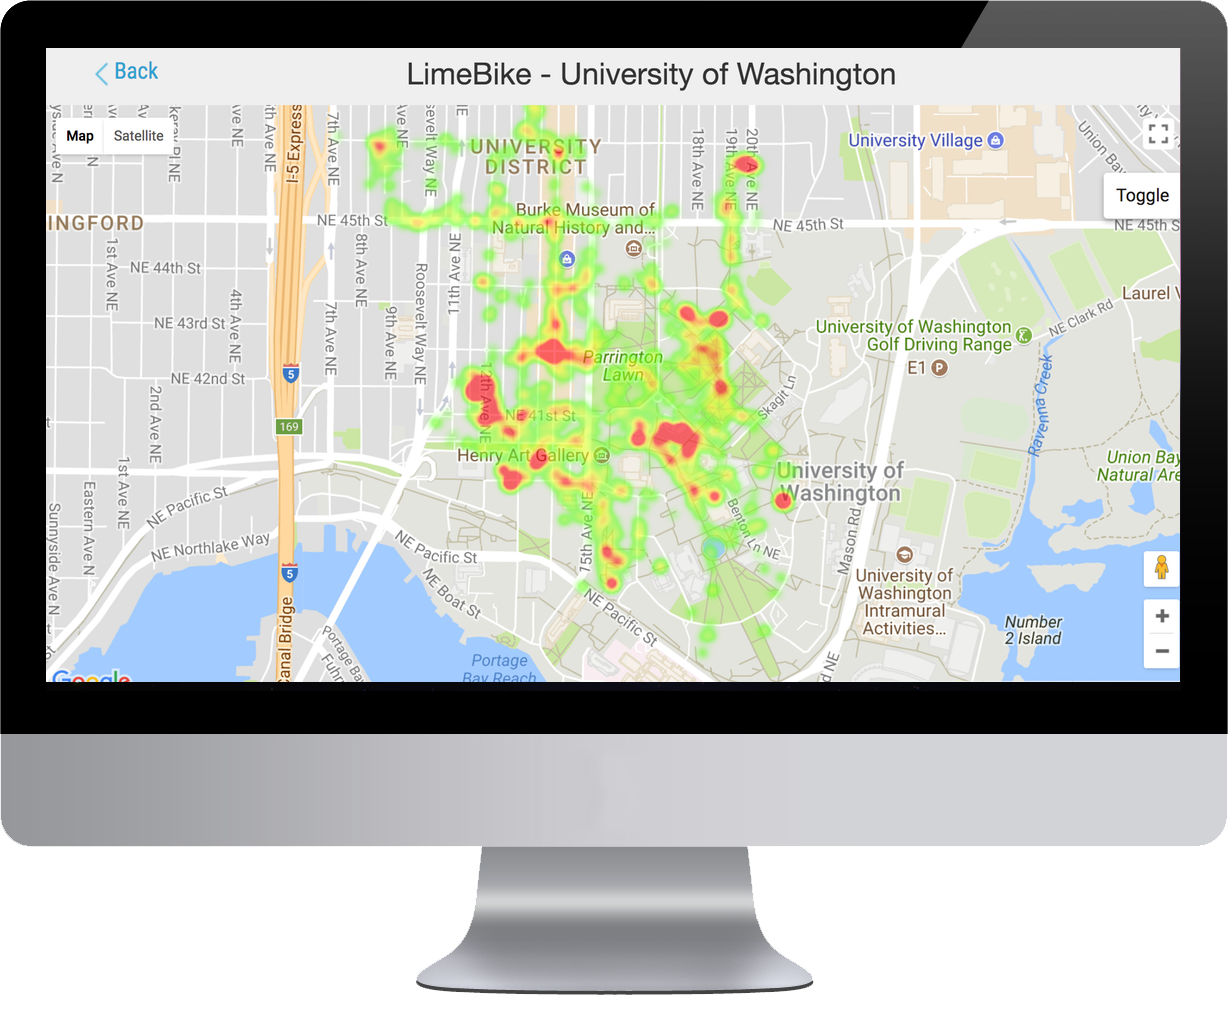 Back
LimeBike - University of Washington
Map
Satellite
Toggle
I-5 Express
7th Ave NE
Ave NE
UNIVERSITY
DISTRICT
18th Ave NE
19th Ave NE
20th Ave NE
University Village
Union Bay
INGFORD
NE 45th St
Burke Museum of
Natural History and...
NE 45th St
NE 45th S
1st Ave NE
NE 44th St
8th Ave NE
11th Ave NE
Roosevelt Way NE
4th Ave NE
7th Ave NE
9th Ave NE
NE 43rd St
Laurel V
NE Clark Rd
University of Washington
Golf Driving Range
E1
P
Parrington
Lawn
5
NE 42nd St
2nd Ave NE
12th Ave NE
Skagit Ln
Ravenna Creek
NE 41st St
169
Henry Art Gallery
University of
Washington
Union Bay
Natural Are
1st Ave NE
Eastern Ave N
Sunnyside Ave N
NE Pacific St
15th Ave NE
Benton Ln NE
Mason Rd
NE Northlake Way
NE Pacific St
5
NE Boat St
NE Pacific St
University of
Washington
Intramural
Activities...
Number
2 Island
Canal Bridge
Portage Ba
Fuhr
Portage
Bay Reach
d NE
Google